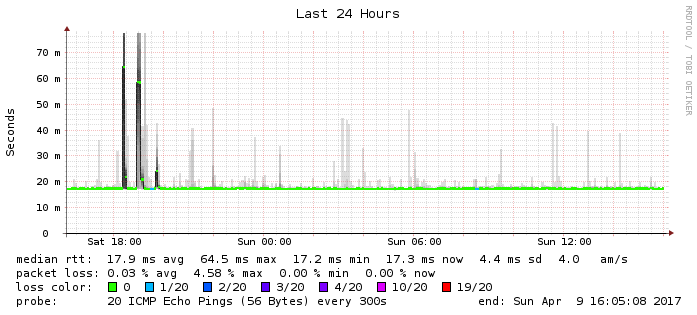 Last 24 Hours
RRDTOOL / TOBI OETIKER
Seconds
70 m
60 m
50 m
40 m
30 m
20 m
10 m
0
Sat 18:00 Sun 00:00 Sun 06:00 Sun 12:00
median rtt: 17.9 ms avg 64.5 ms max 17.2 ms min 17.3 ms now 4.4 ms sd 4.0 am/s
packet loss: 0.03 % avg 4.58 % max 0.00 % min 0.00 % now
loss color: 0 1/20 2/20 3/20 4/20 10/20 19/20
probe: 20 ICMP Echo Pings (56 Bytes) every 300s end: Sun Apr 9 16:05:08 2017